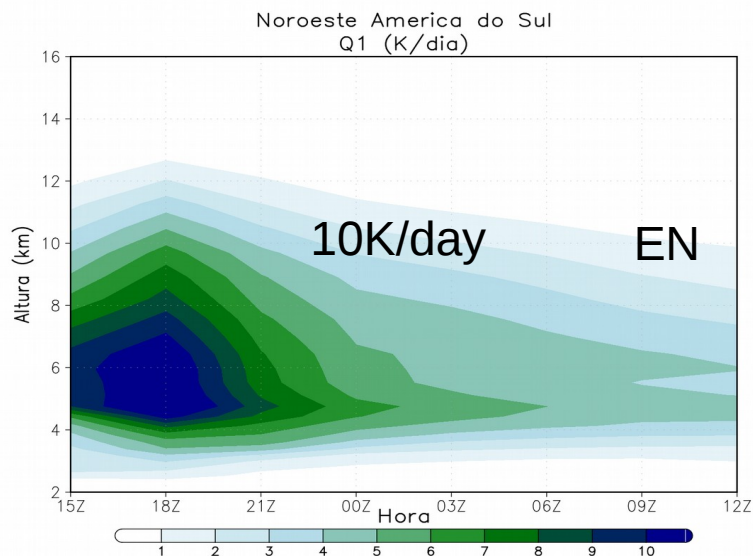 Noroeste America do Sul
Q1 (K/dia)
16
14
12
10
8
6
4
2
Altura (km)
10K/day
EN
15Z 18Z 21Z 00Z 03Z 06Z 09Z 12Z
Hora
1 2 3 4 5 6 7 8 9 10